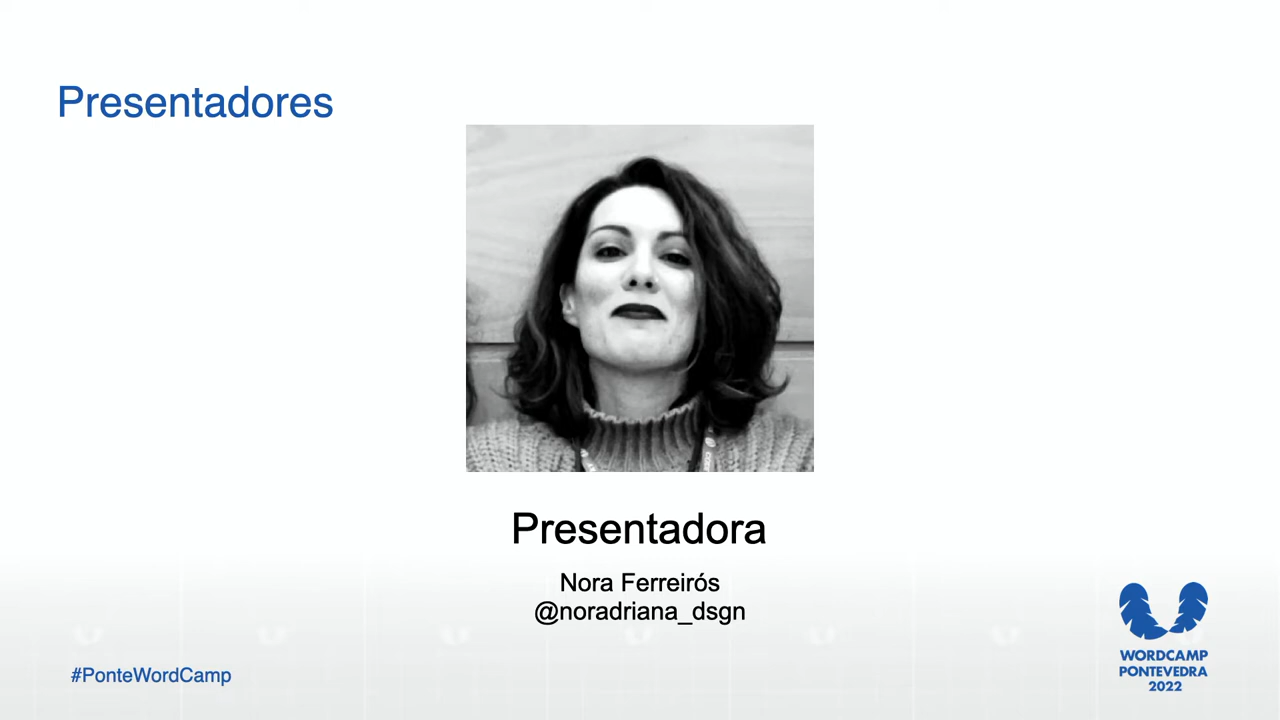 Presentadores
Presentadora
Nora Ferreirós
@noradriana_dsgn
#PonteWordCamp
WORDCAMP
PONTEVEDRA
2022